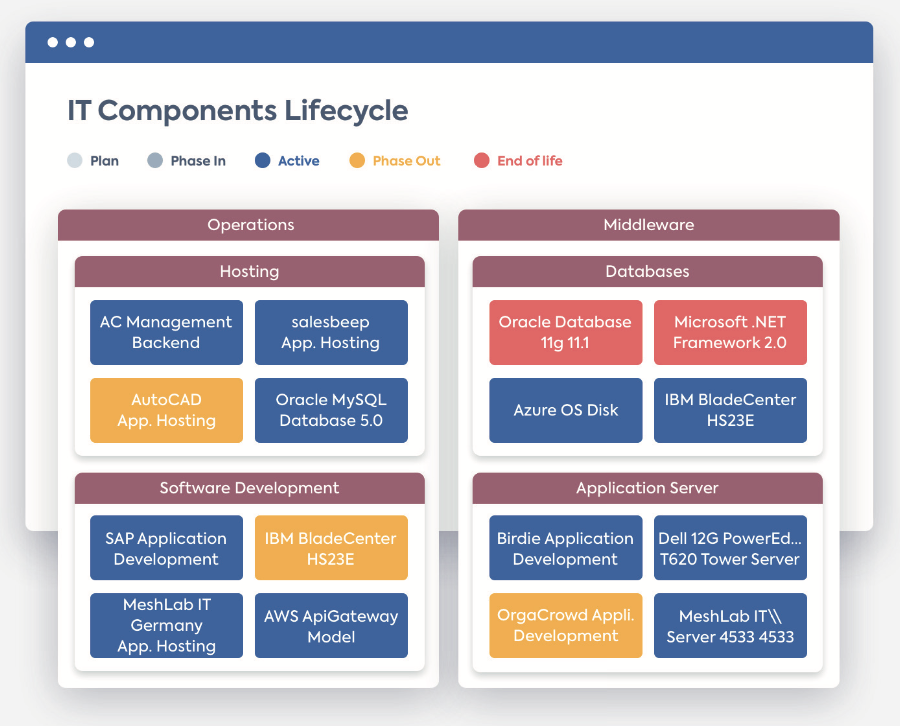 IT Components Lifecycle
Plan
Phase In
Active
Phase Out
End of life
Operations
Hosting
AC Management
Backend
salesbeep
App. Hosting
AutoCAD
App. Hosting
Oracle MySQL
Database 5.0
Software Development
SAP Application
Development
IBM BladeCenter
HS23E
MeshLab IT
Germany
App. Hosting
AWS ApiGateway
Model
Middleware
Databases
Oracle Database
11g 11.1
Microsoft .NET
Framework 2.0
Azure OS Disk
IBM BladeCenter
HS23E
Application Server
Birdie Application
Development
Dell 12G PowerEd...
T620 Tower Server
OrgaCrowd Appli.
Development
MeshLab IT\\
Server 4533 4533